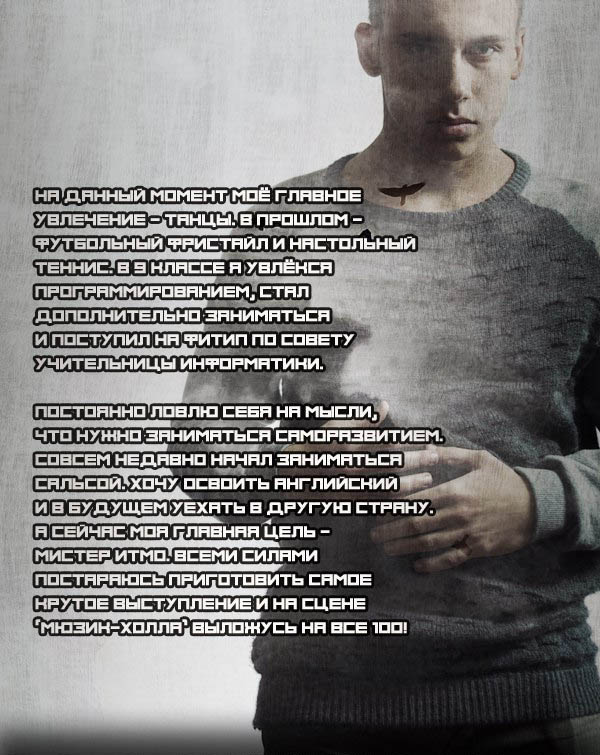 НА ДАННЫЙ МОМЕНТ МОЁ ГЛАВНОЕ
УВЛЕЧЕНИЕ - ТАНЦЫ. В ПРОШЛОМ -
ФУТБОЛЬНЫЙ ФРИСТАЙЛ И НАСТОЛЬНЫЙ
ТЕННИС. В 9 КЛАССЕ Я УВЛЁКСЯ
ПРОГРАММИРОВАНИЕМ, СТАЛ
ДОПОЛНИТЕЛЬНО ЗАНИМАТЬСЯ
И ПОСТУПИЛ НА ФИТИП ПО СОВЕТУ
УЧИТЕЛЬНИЦЫ ИНФОРМАТИКИ.

ПОСТОЯННО ЛОВЛЮ СЕБЯ НА МЫСЛИ,
ЧТО НУЖНО ЗАНИМАТЬСЯ САМОРАЗВИТИЕМ.
СОВСЕМ НЕДАВНО НАЧАЛ ЗАНИМАТЬСЯ
САЛЬСОЙ. ХОЧУ ОСВОИТЬ АНГЛИЙСКИЙ
И В БУДУЩЕМ УЕХАТЬ В ДРУГУЮ СТРАНУ.
А СЕЙЧАС МОЯ ГЛАВНАЯ ЦЕЛЬ -
МИСТЕР ИТМО. ВСЕМИ СИЛАМИ
ПОСТАРАЮСЬ ПРИГОТОВИТЬ САМОЕ
КРУТОЕ ВЫСТУПЛЕНИЕ И НА СЦЕНЕ
'МЮЗИК-ХОЛЛА' ВЫЛОЖУСЬ НА ВСЕ 100!